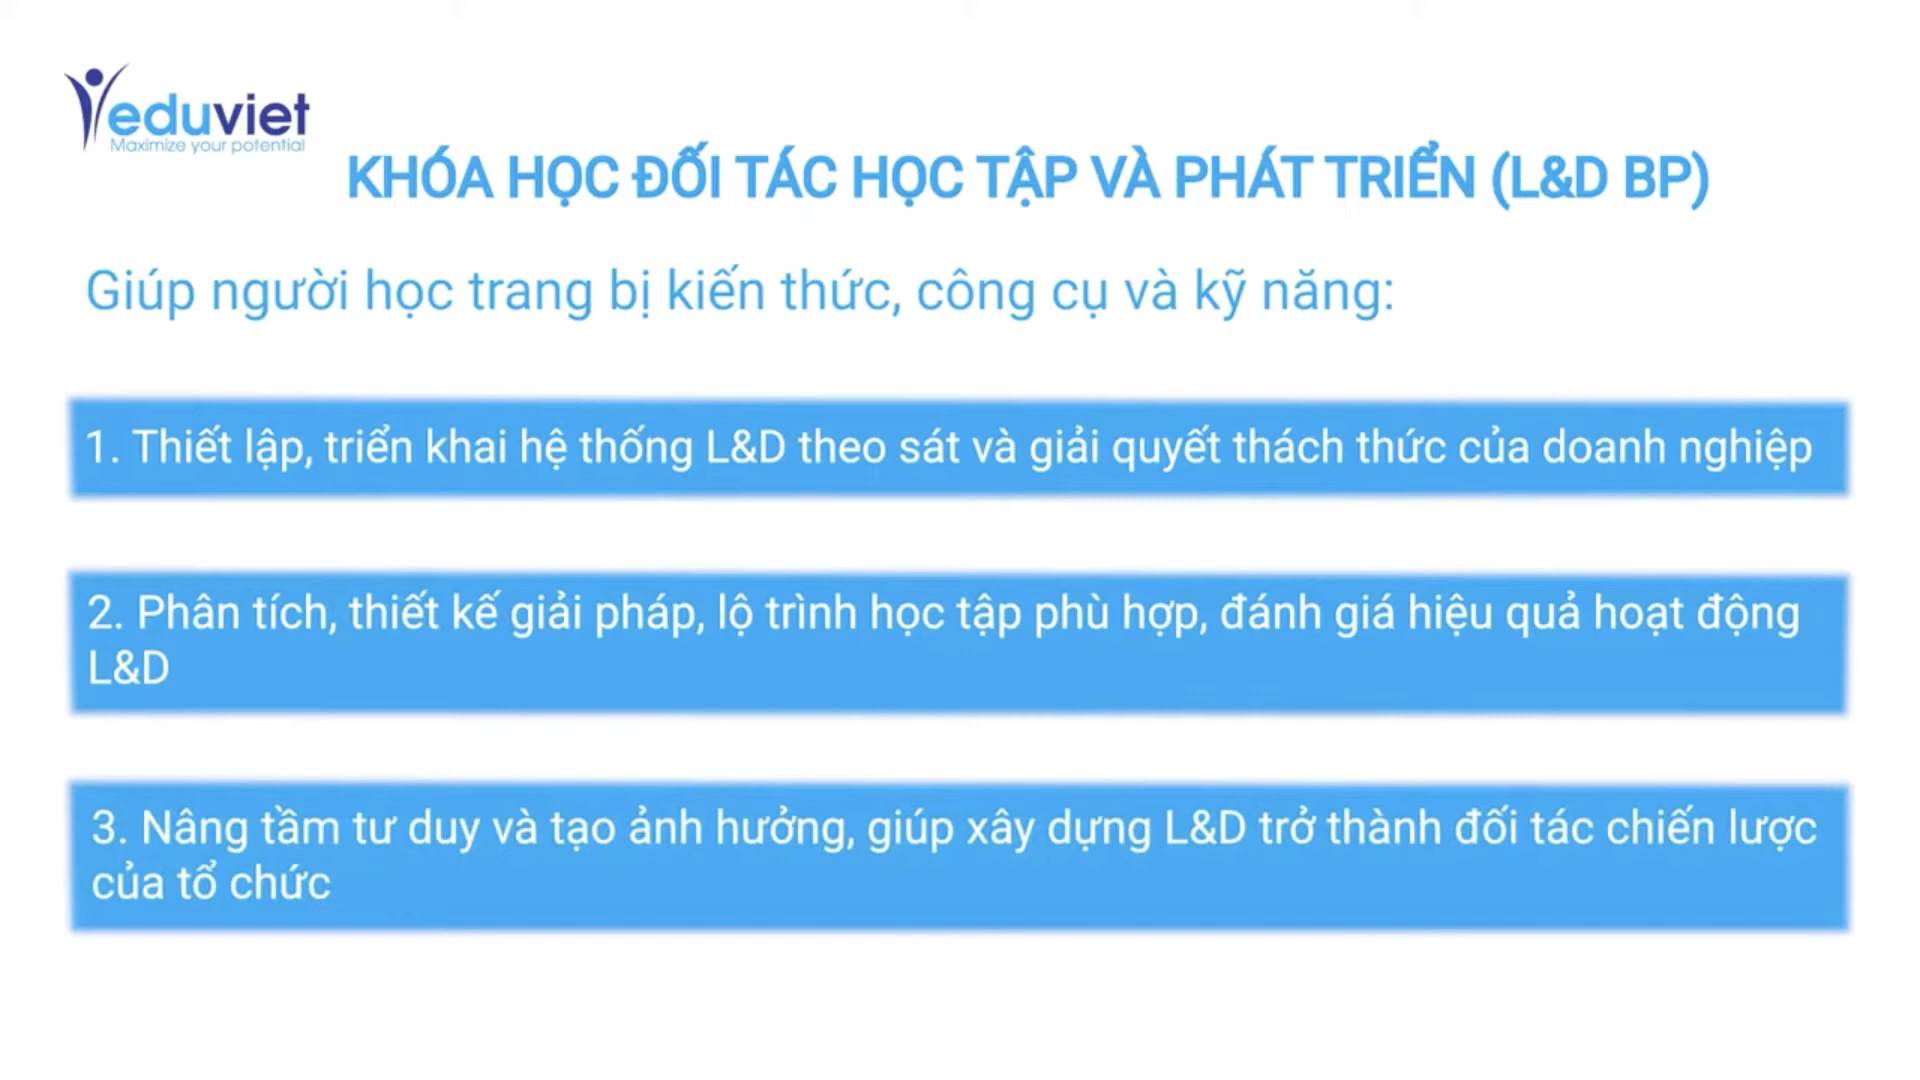 eduviet
Maximize your potential
KHÓA HỌC ĐỐI TÁC HỌC TẬP VÀ PHÁT TRIỂN (L&D BP)
Giúp người học trang bị kiến thức, công cụ và kỹ năng:
1. Thiết lập, triển khai hệ thống L&D theo sát và giải quyết thách thức của doanh nghiệp
2. Phân tích, thiết kế giải pháp, lộ trình học tập phù hợp, đánh giá hiệu quả hoạt động
L&D
3. Nâng tầm tư duy và tạo ảnh hưởng, giúp xây dựng L&D trở thành đối tác chiến lược
của tổ chức